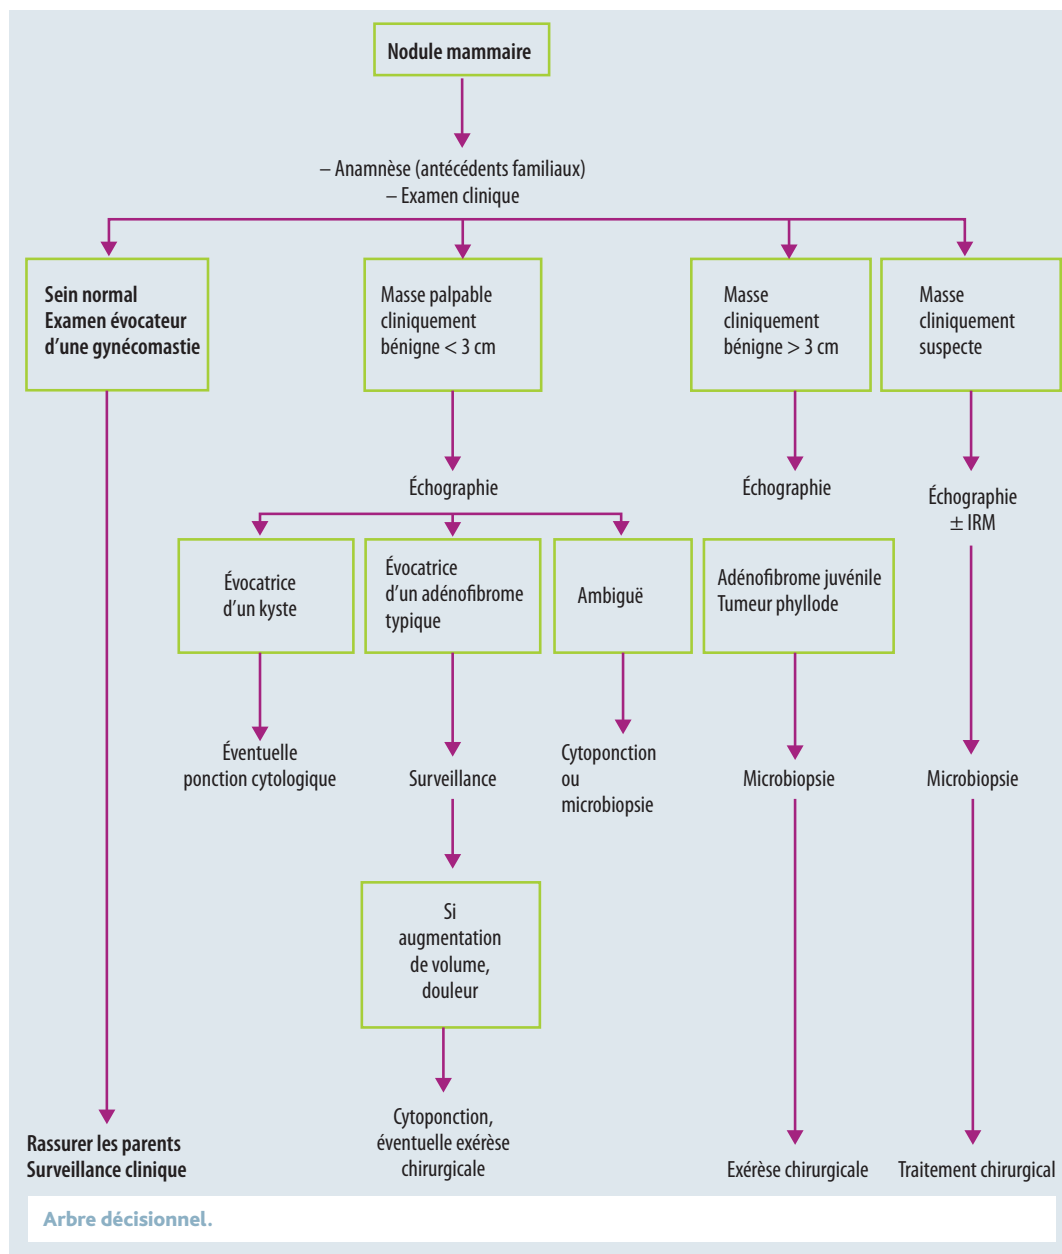 Nodule mammaire
– Anamnèse (antécédents familiaux)
– Examen clinique
Sein normal
Examen évocateur
d'une gynécomastie
Masse palpable
cliniquement
bénigne < 3 cm
Masse
cliniquement
bénigne > 3 cm
Masse
cliniquement
suspecte
Échographie
Échographie
Échographie
± IRM
Évocatrice
d'un kyste
Évocatrice
d'un adénofibrome
typique
Ambiguë
Adénofibrome juvénile
Tumeur phyllode
Éventuelle
ponction cytologique
Surveillance
Cytoponction
ou
microbiopsie
Microbiopsie
Microbiopsie
Si
augmentation
de volume,
douleur
Rassurer les parents
Surveillance clinique
Cytoponction,
éventuelle exérèse
chirurgicale
Exérèse chirurgicale
Traitement chirurgical
Arbre décisionnel.